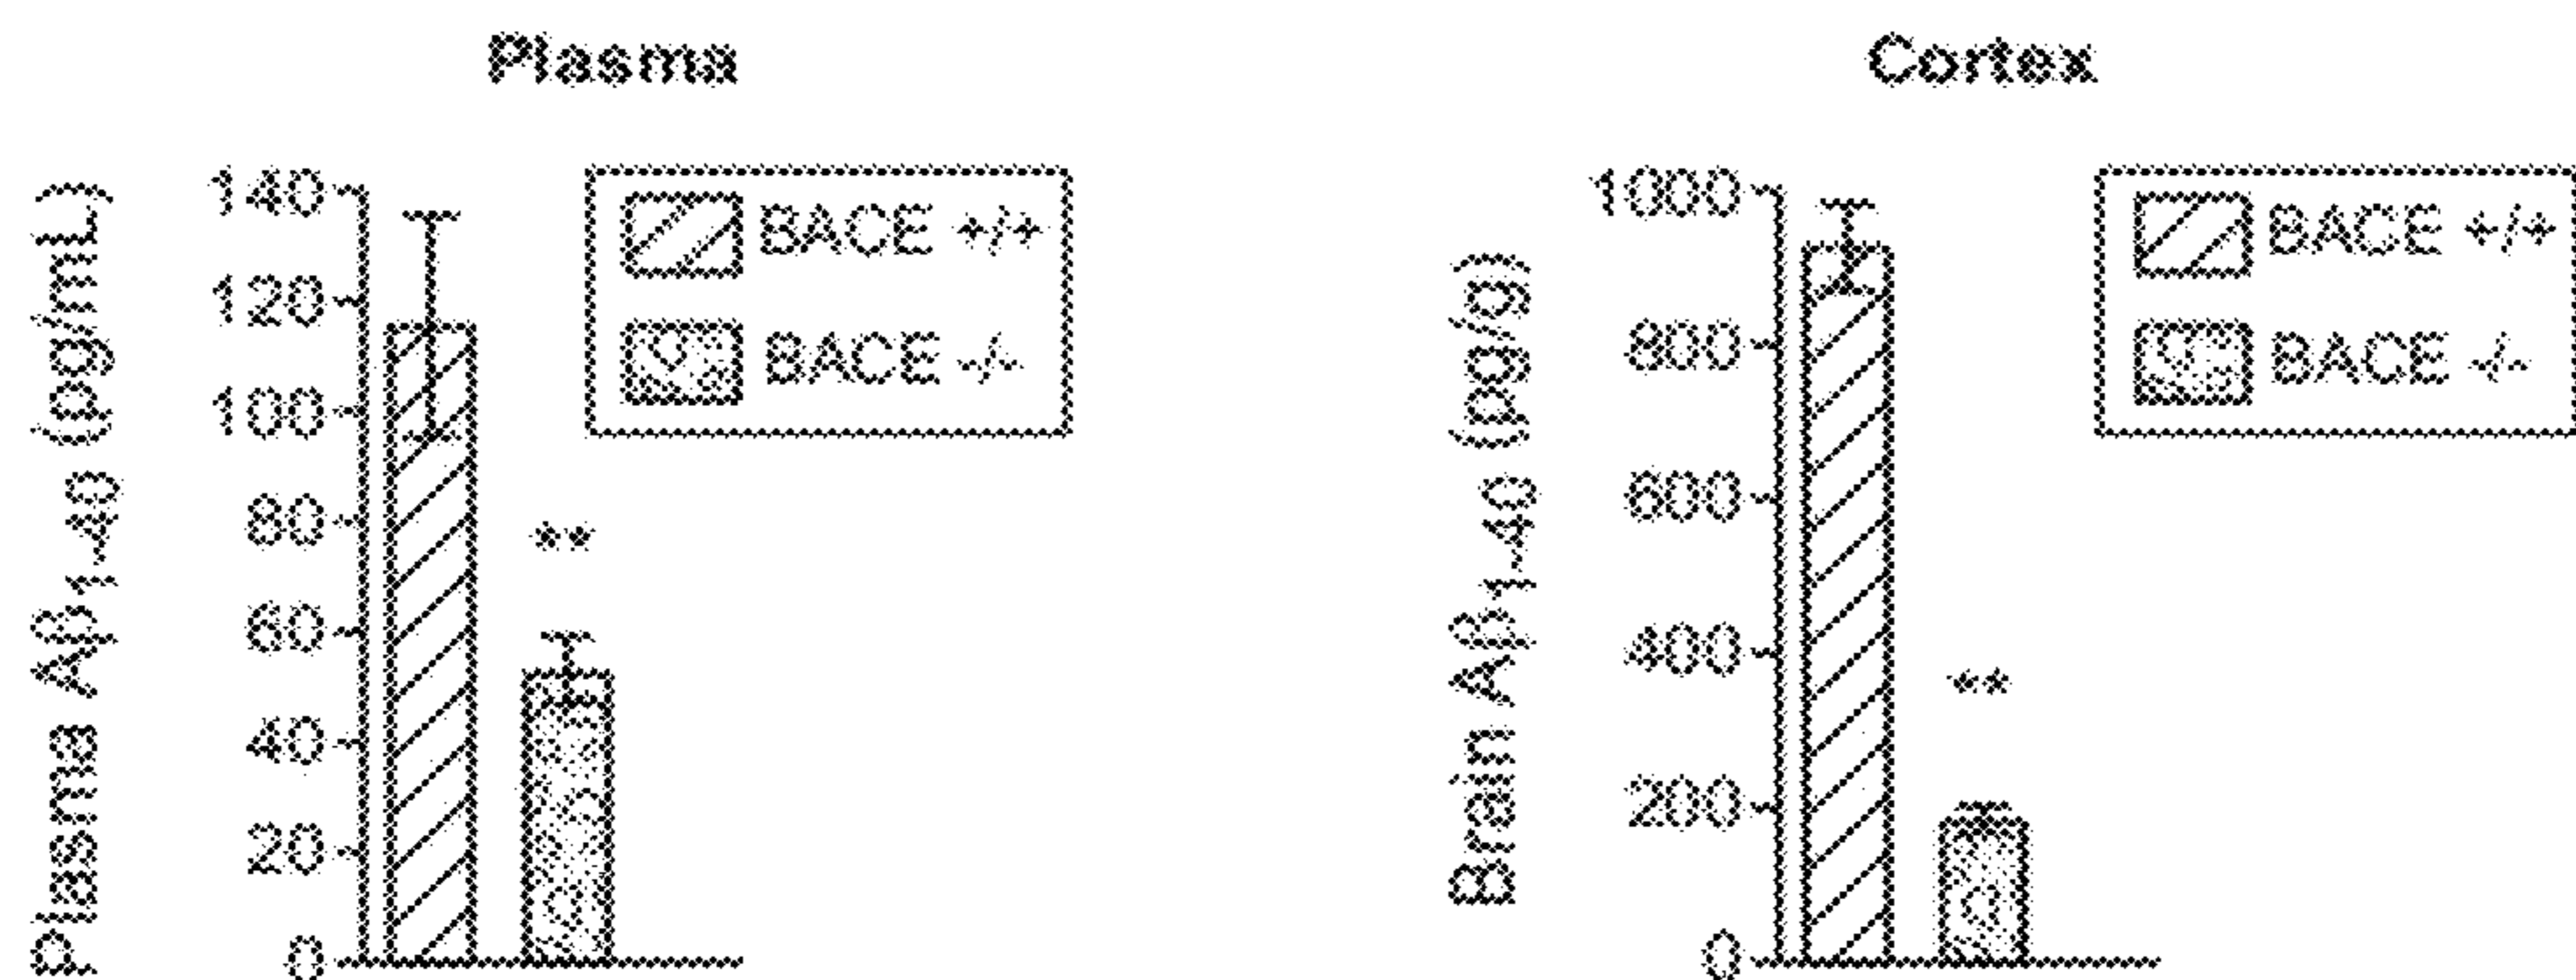 Plasma
Plasma Aβ1-40 (pg/mL)
140
120
100
80
60
40
20
0
BACE +/+
BACE -/-
**
Cortex
Brain Aβ1-40 (pg/g)
1000
800
600
400
200
0
BACE +/+
BACE -/-
**